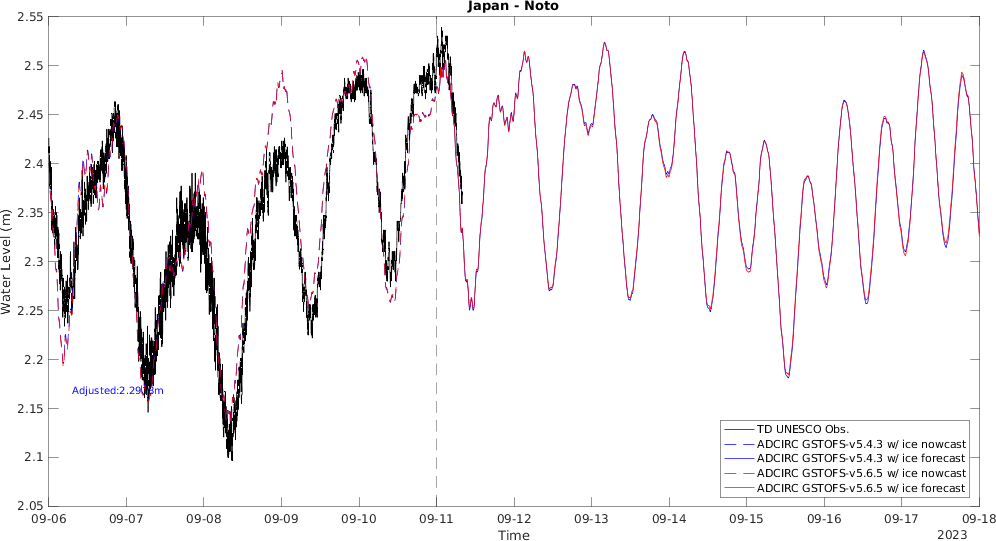 Japan - Noto
2.55
2.5
2.45
2.4
2.35
2.3
2.25
2.2
2.15
2.1
2.05
Water Level (m)
TD UNESCO Obs.
ADCIRC GSTOFS-v5.4.3 w/ ice nowcast
ADCIRC GSTOFS-v5.4.3 w/ ice forecast
ADCIRC GSTOFS-v5.6.5 w/ ice nowcast
ADCIRC GSTOFS-v5.6.5 w/ ice forecast
09-06 09-07 09-08 09-09 09-10 09-11 09-12 09-13 09-14 09-15 09-16 09-17 09-18
Time
2023